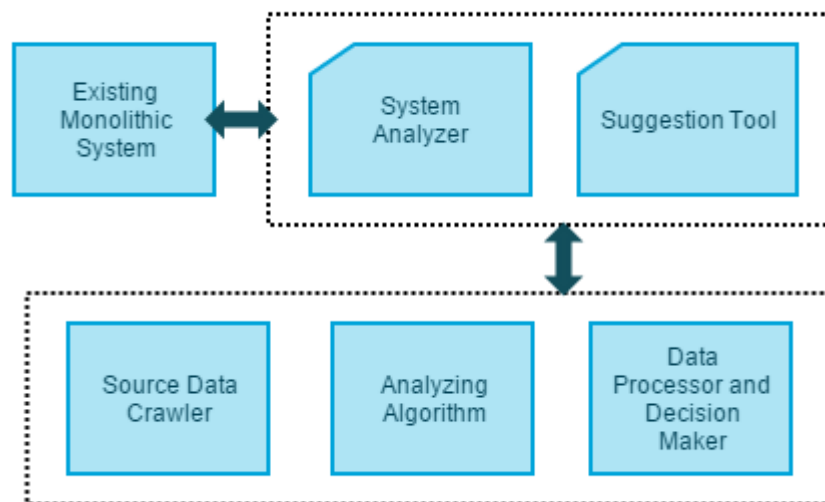 Existing
Monolithic
System
System
Analyzer
Suggestion Tool
Source Data
Crawler
Analyzing
Algorithm
Data
Processor and
Decision
Maker